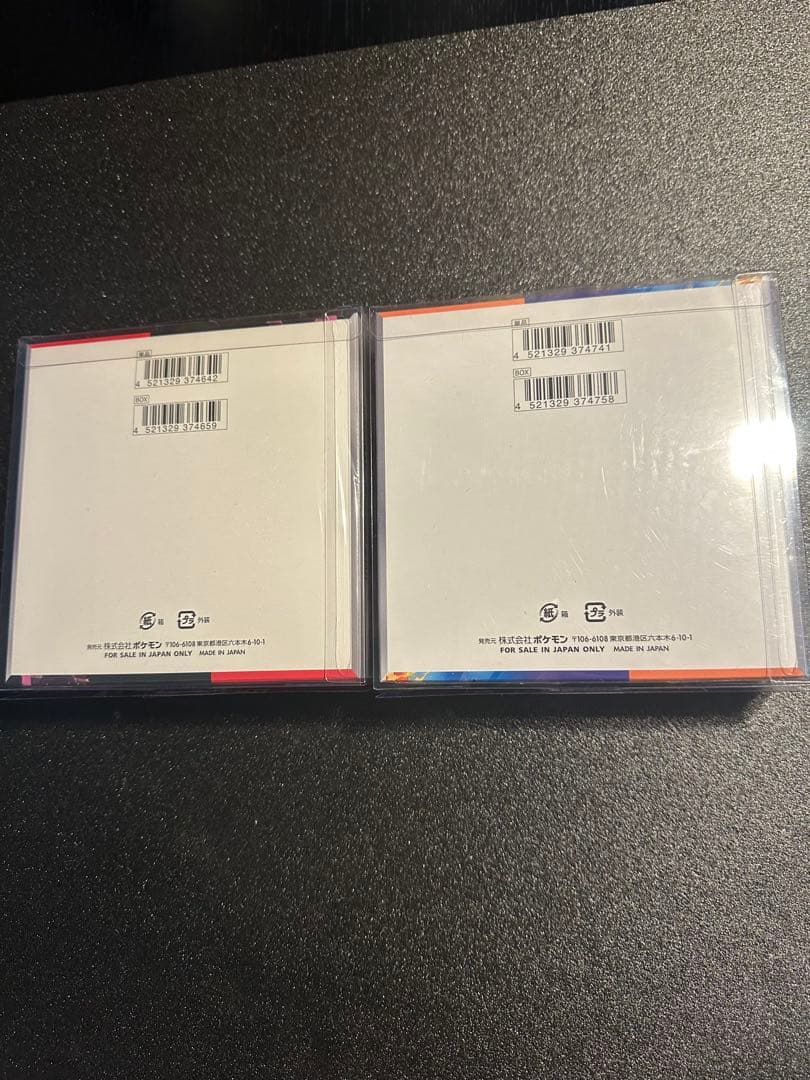 単品
4 521329 374642
BOX
4 521329 374659
紙 箱 プラ 外装
発売元 株式会社ポケモン 〒106-6108 東京都港区六本木6-10-1
FOR SALE IN JAPAN ONLY MADE IN JAPAN
単品
4 521329 374741
BOX
4 521329 374758
紙 箱 プラ 外装
発売元 株式会社ポケモン 〒106-6108 東京都港区六本木6-10-1
FOR SALE IN JAPAN ONLY MADE IN JAPAN